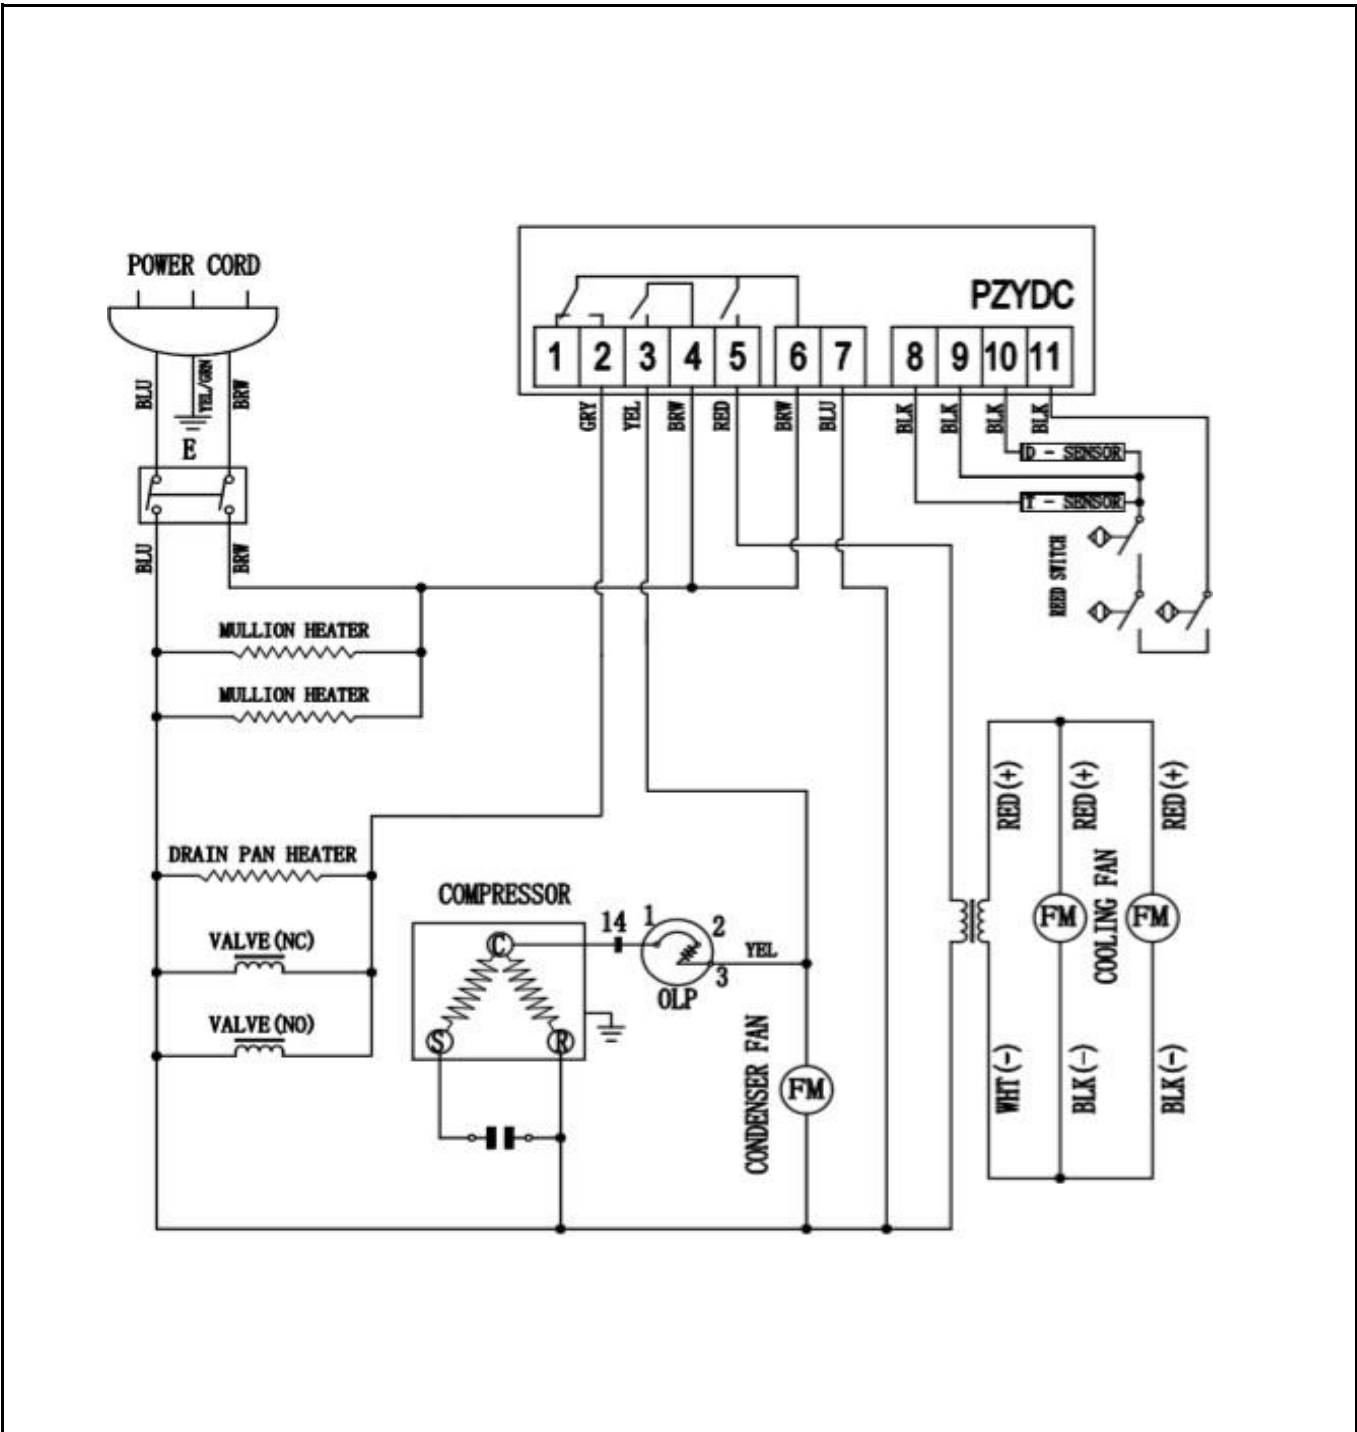 POWER CORD
PZYDC
1 2 3 4 5 6 7 8 9 10 11
BLU
YEL/GRN
BRW
GRY
YEL
BRW
RED
BRW
BLU
BLK
BLK
BLK
BLK
E
D - SENSOR
T - SENSOR
REED SWITCH
BLU
BRW
MULLION HEATER
MULLION HEATER
RED(+)
RED(+)
RED(+)
DRAIN PAN HEATER
COMPRESSOR
14
1
2
3
C
S
R
OLP
YEL
VALVE(NC)
VALVE(NO)
CONDENSER FAN
FM
COOLING FAN
FM
FM
WHT(-)
BLK(-)
BLK(-)